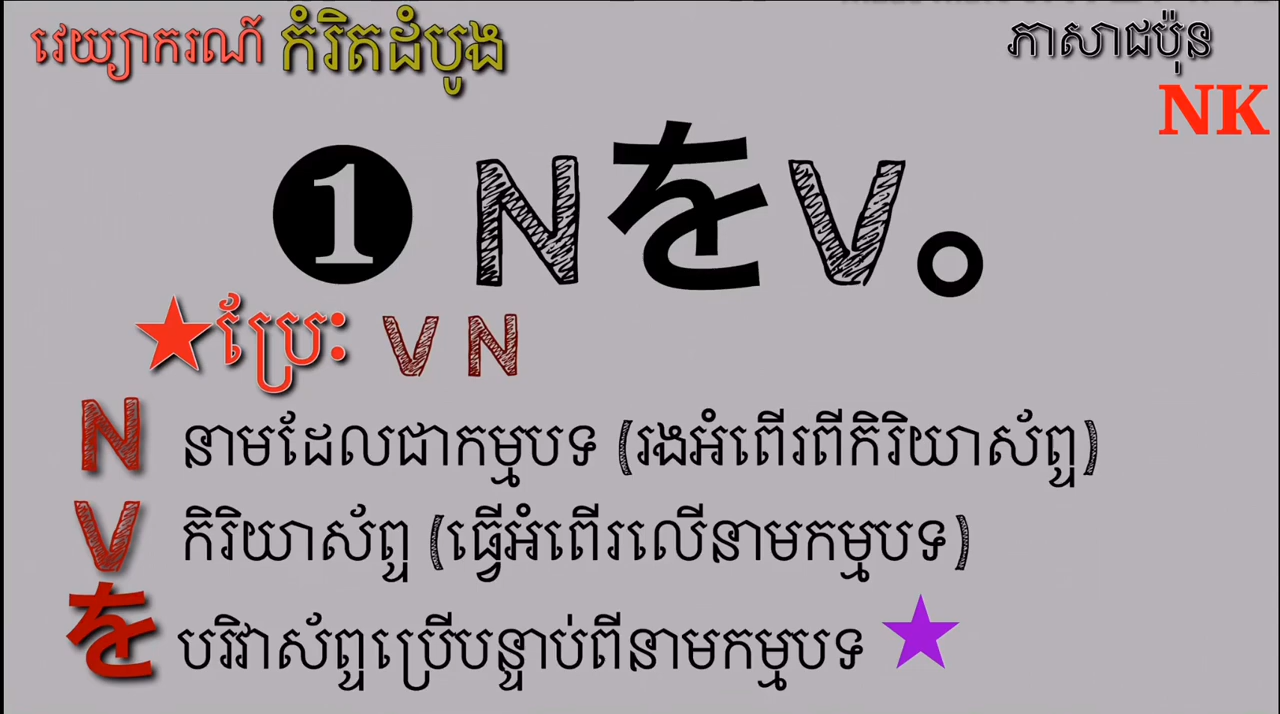 វេយ្យាករណ៍ កំរិតដំបូង
ភាសាជប៉ុន
NK
❶ NをV。
★ប្រែ: V N
N នាមដែលជាកម្មបទ (រងអំពើរពីកិរិយាស័ព្ទ)
V កិរិយាស័ព្ទ (ធ្វើអំពើរលើនាមកម្មបទ)
を បរិវាស័ព្ទប្រើបន្ទាប់ពីនាមកម្មបទ ★